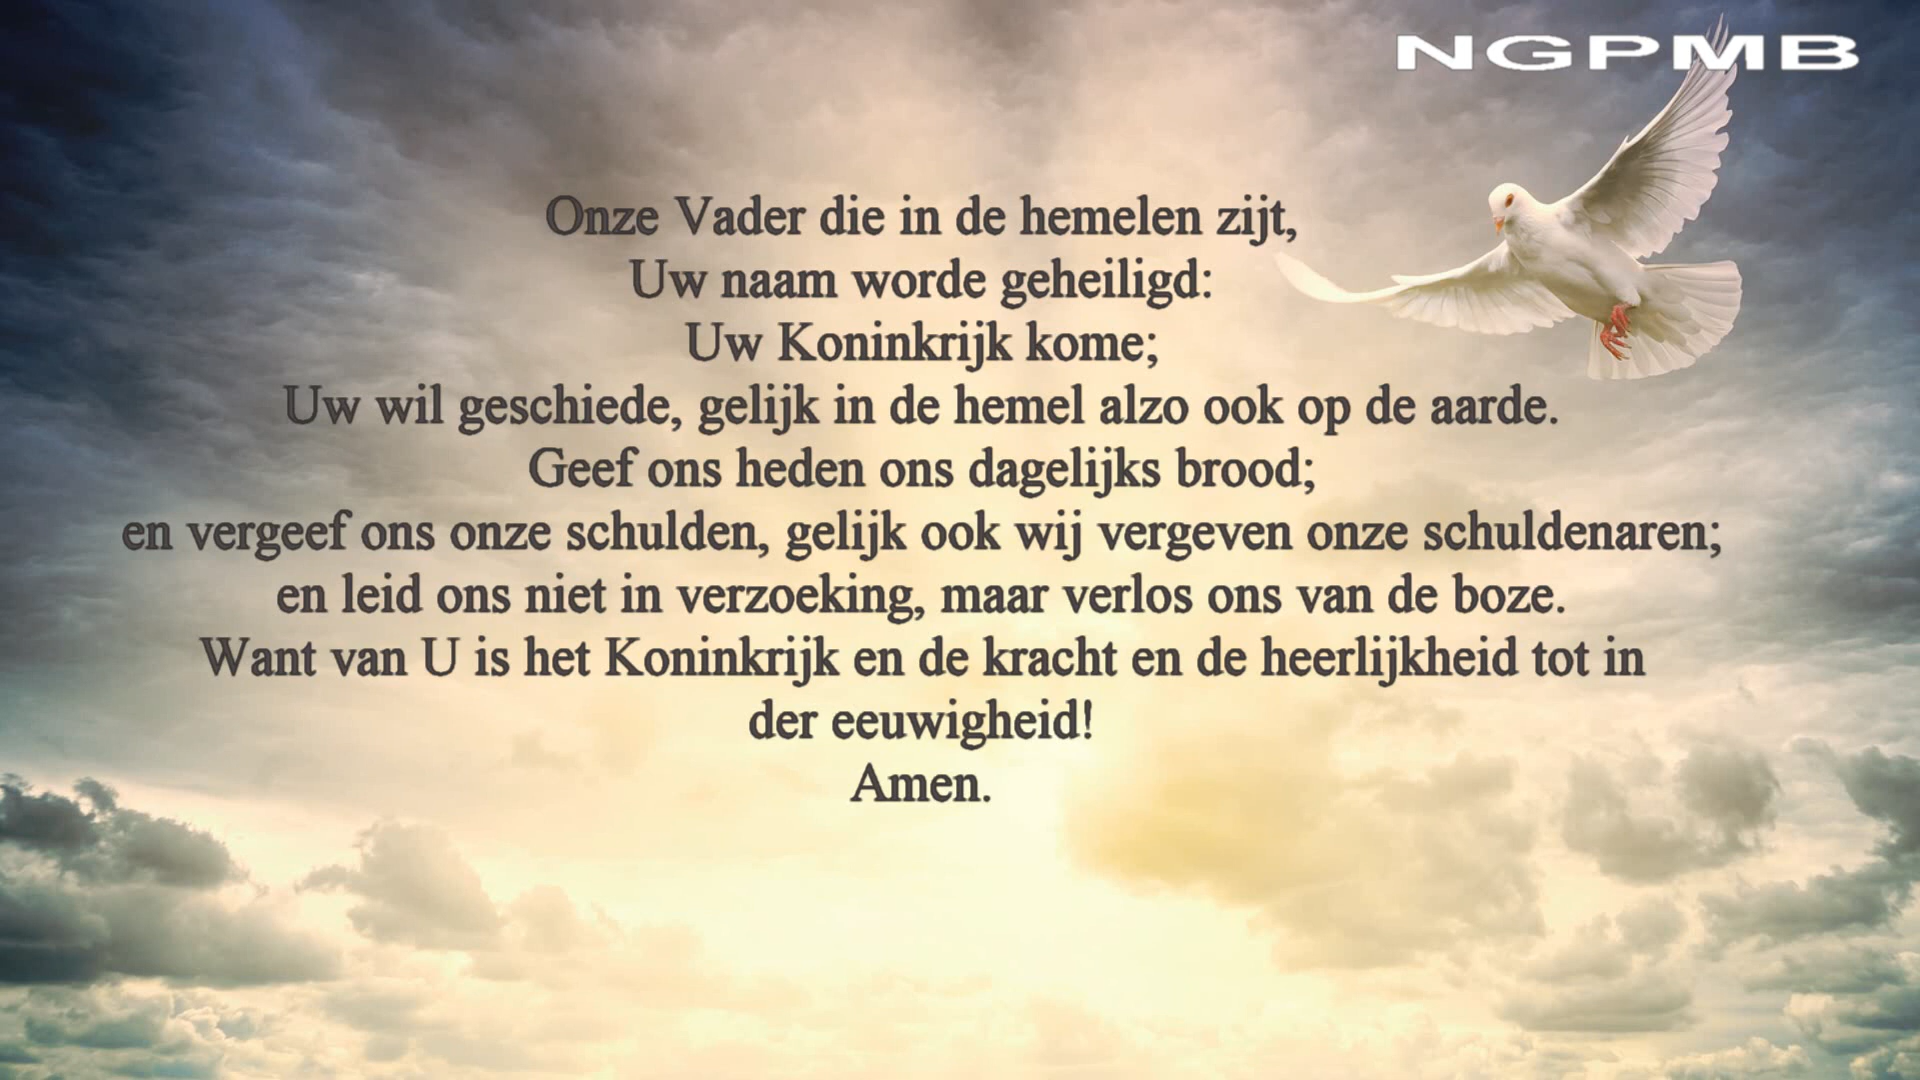 NGPMB
Onze Vader die in de hemelen zijt,
Uw naam worde geheiligd:
Uw Koninkrijk kome;
Uw wil geschiede, gelijk in de hemel alzo ook op de aarde.
Geef ons heden ons dagelijks brood;
en vergeef ons onze schulden, gelijk ook wij vergeven onze schuldenaren;
en leid ons niet in verzoeking, maar verlos ons van de boze.
Want van U is het Koninkrijk en de kracht en de heerlijkheid tot in
der eeuwigheid!
Amen.